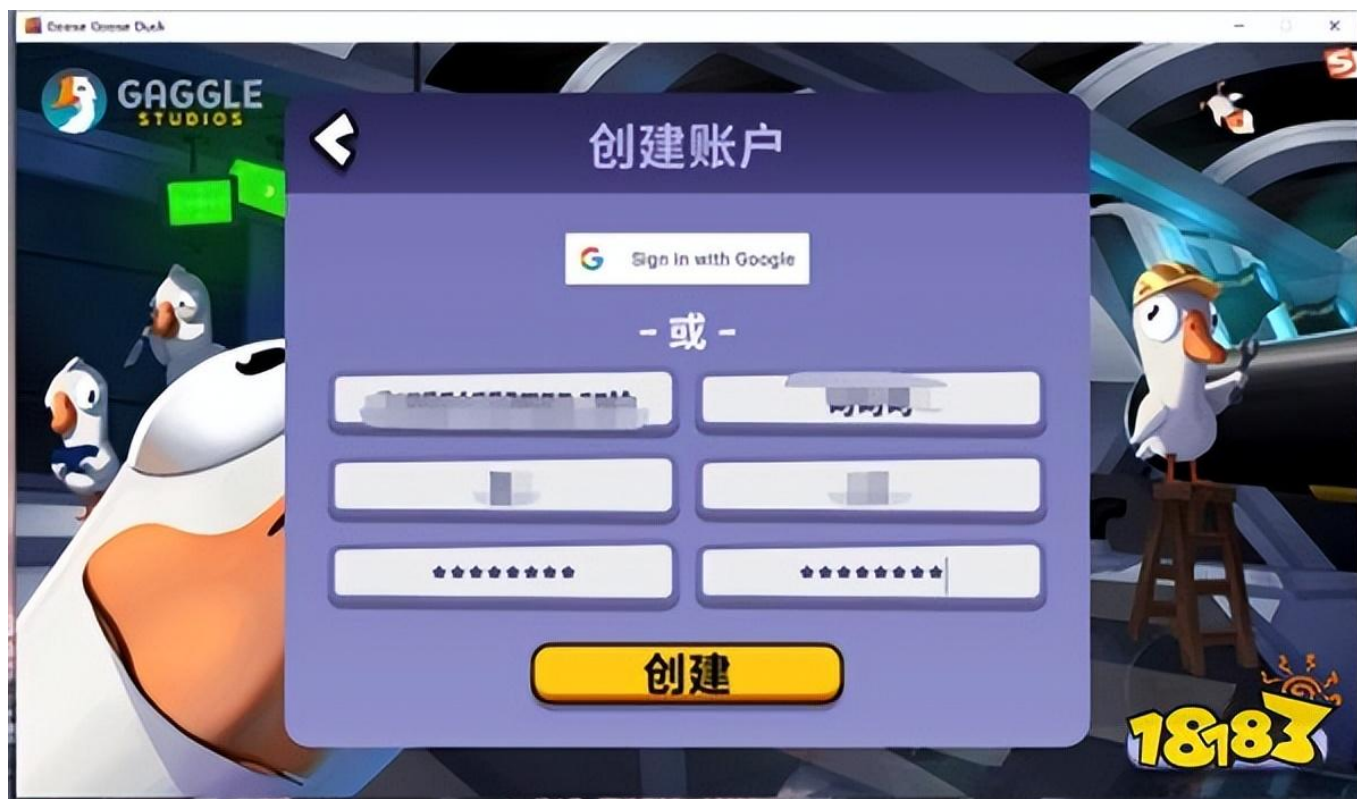 Goose Goose Duck
GAGGLE
STUDIOS
创建账户
Sign in with Google
- 或 -
********
********
创建
18183